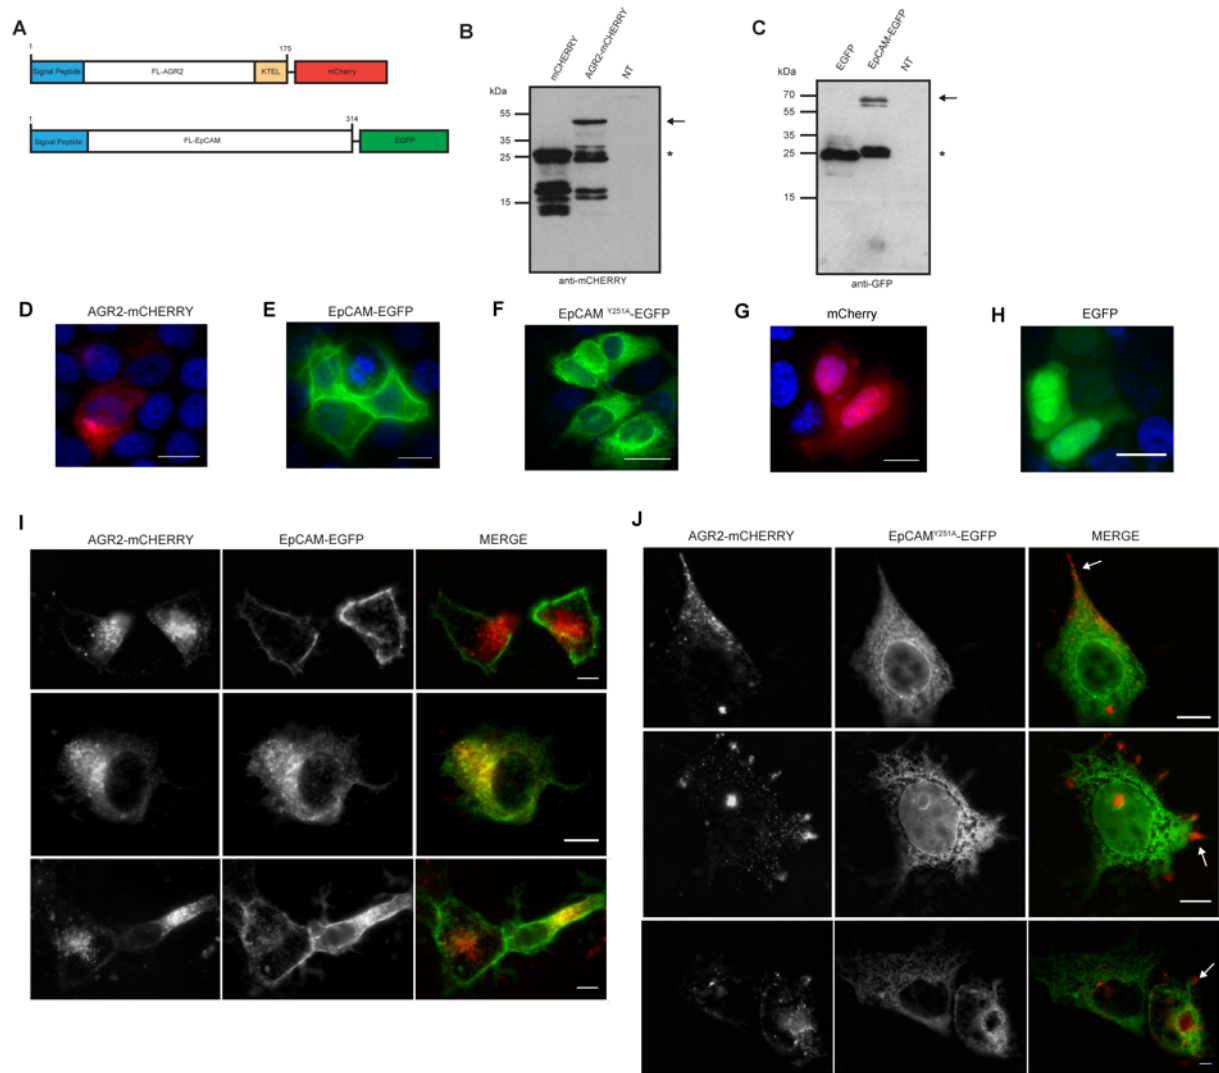 A
1
175
Signal Peptide
FL-AGR2
KTEL
mCherry
1
314
Signal Peptide
FL-EpCAM
EGFP
B
mCHERRY
AGR2-mCHERRY
NT
kDa
55
35
25
*
15
anti-mCHERRY
C
EGFP
EpCAM-EGFP
NT
kDa
70
55
35
25
*
15
anti-GFP
D
AGR2-mCHERRY
E
EpCAM-EGFP
F
EpCAM Y251A-EGFP
G
mCherry
H
EGFP
I
AGR2-mCHERRY
EpCAM-EGFP
MERGE
J
AGR2-mCHERRY
EpCAMY251A-EGFP
MERGE